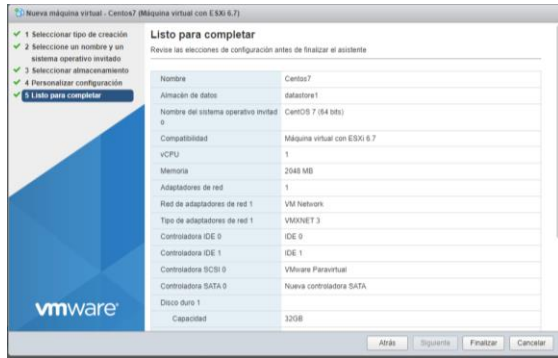 Nueva máquina virtual - Centos7 (Máquina virtual con ESXi 6.7)
1 Seleccionar tipo de creación
2 Seleccione un nombre y un
sistema operativo invitado
3 Seleccionar almacenamiento
4 Personalizar configuración
5 Listo para completar
vmware
Listo para completar
Revise las elecciones de configuración antes de finalizar el asistente
Nombre Centos7
Almacén de datos datastore1
Nombre del sistema operativo invitad CentOS 7 (64 bits)
o
Compatibilidad Máquina virtual con ESXi 6.7
vCPU 1
Memoria 2048 MB
Adaptadores de red 1
Red de adaptadores de red 1 VM Network
Tipo de adaptadores de red 1 VMXNET 3
Controladora IDE 0 IDE 0
Controladora IDE 1 IDE 1
Controladora SCSI 0 VMware Paravirtual
Controladora SATA 0 Nueva controladora SATA
Disco duro 1
Capacidad 32GB
Atrás Siguiente Finalizar Cancelar